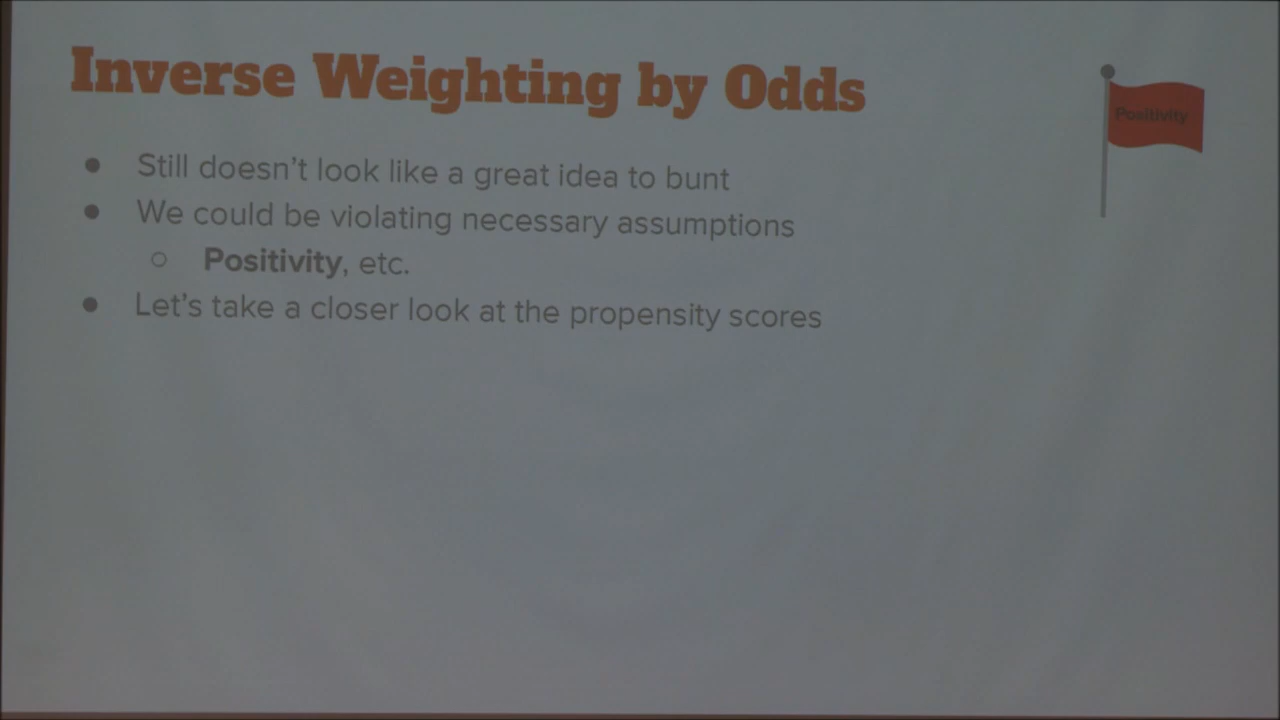 Inverse Weighting by Odds
Positivity
● Still doesn't look like a great idea to bunt
● We could be violating necessary assumptions
○ Positivity, etc.
● Let's take a closer look at the propensity scores